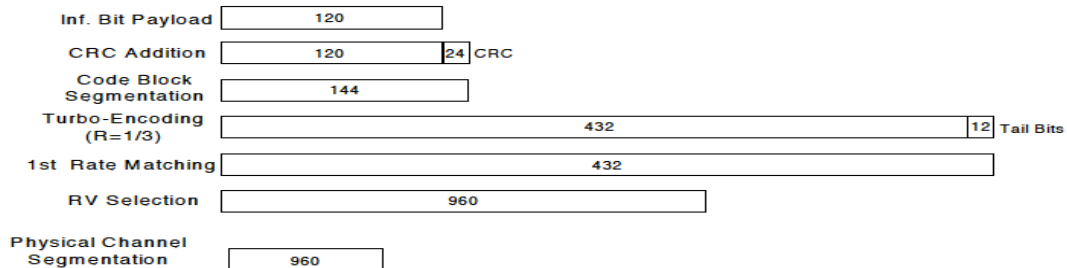 Inf. Bit Payload 120
CRC Addition 120 24 CRC
Code Block
Segmentation 144
Turbo-Encoding
(R=1/3) 432 12 Tail Bits
1st Rate Matching 432
RV Selection 960
Physical Channel
Segmentation 960